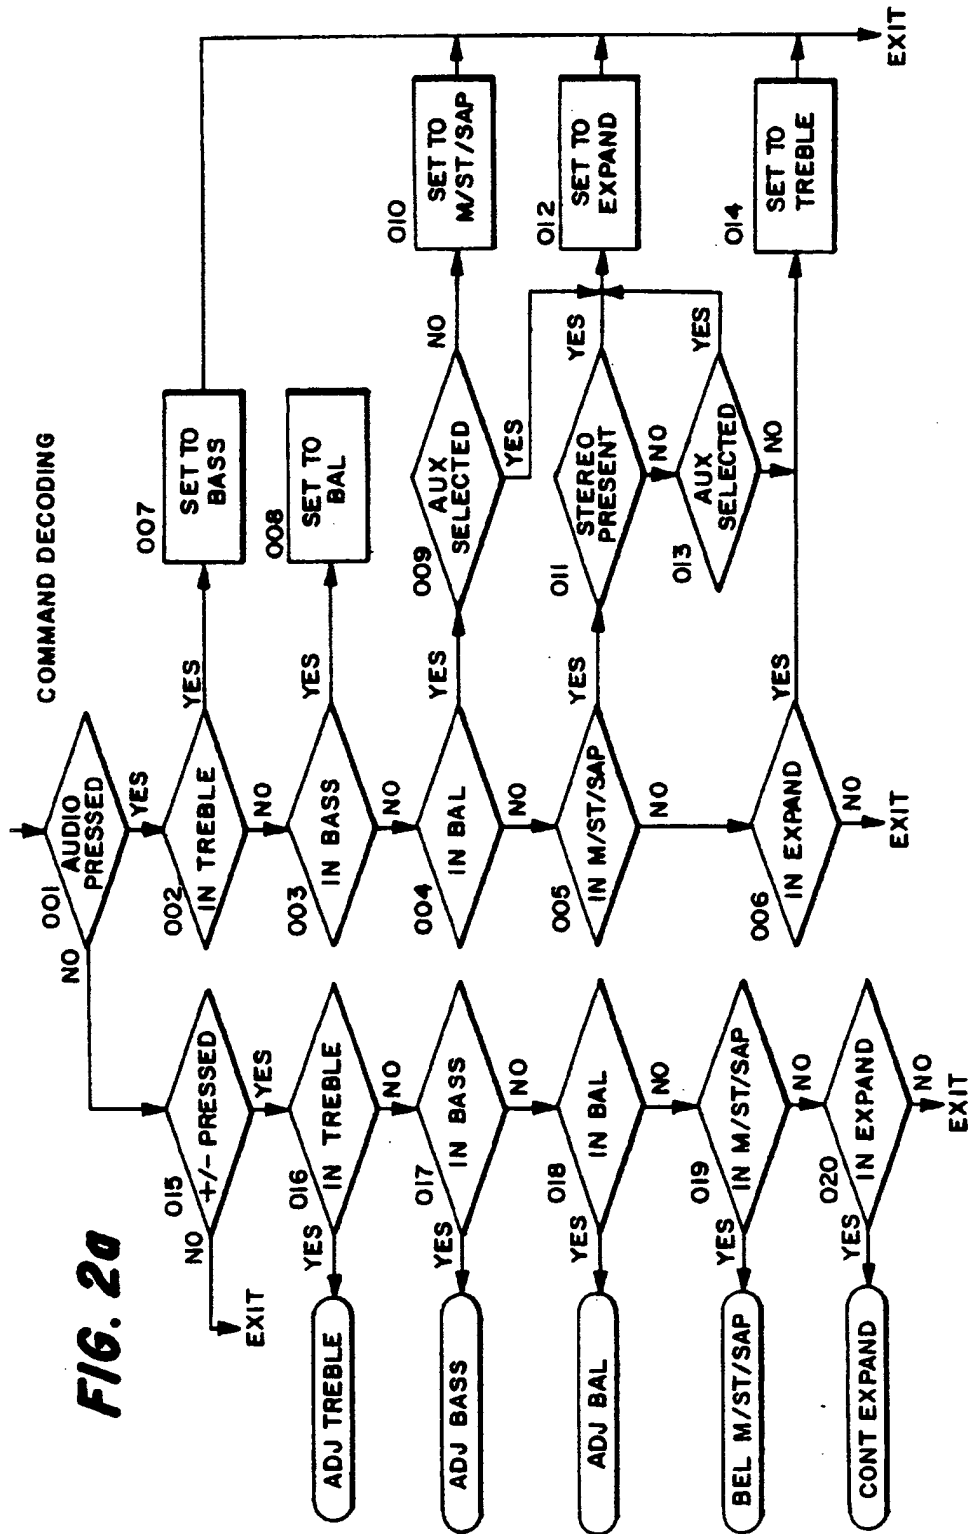 FIG. 2a
COMMAND DECODING
001
AUDIO
PRESSED
NO
YES
002
IN TREBLE
YES
NO
007
SET TO
BASS
003
IN BASS
YES
NO
008
SET TO
BAL
004
IN BAL
YES
NO
009
AUX
SELECTED
NO
YES
010
SET TO
M/ST/SAP
005
IN M/ST/SAP
YES
NO
011
STEREO
PRESENT
YES
NO
012
SET TO
EXPAND
013
AUX
SELECTED
YES
NO
006
IN EXPAND
YES
NO
EXIT
014
SET TO
TREBLE
EXIT
015
+/- PRESSED
NO
EXIT
YES
016
IN TREBLE
YES
NO
ADJ TREBLE
017
IN BASS
YES
NO
ADJ BASS
018
IN BAL
YES
NO
ADJ BAL
019
IN M/ST/SAP
YES
NO
BEL M/ST/SAP
020
IN EXPAND
YES
NO
CONT EXPAND
EXIT